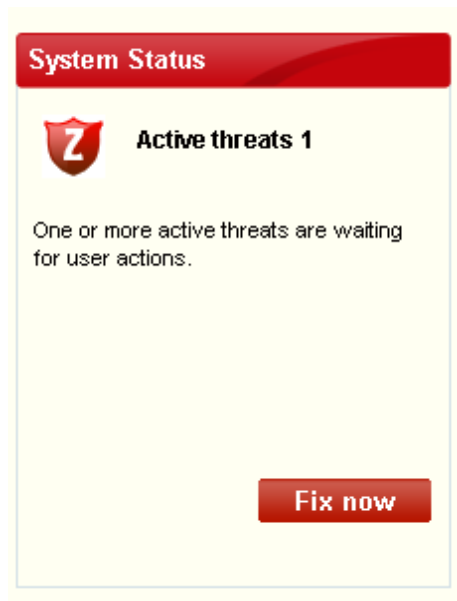 System Status
Z
Active threats 1
One or more active threats are waiting
for user actions.
Fix now